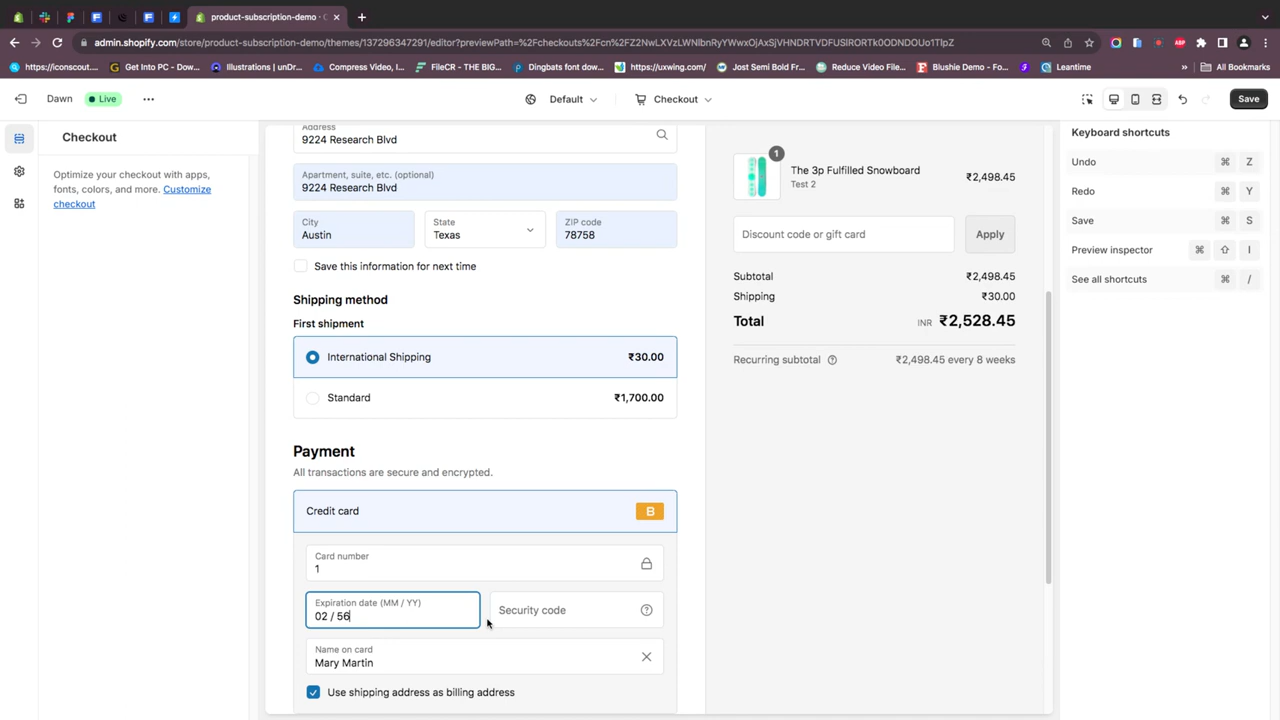 product-subscription-demo - C
admin.shopify.com/store/product-subscription-demo/themes/137296347291/editor?previewPath=%2Fcheckouts%2Fcn%2FZ2NwLXVzLWNlbnRyYWwxOjAxSjVHNDRTVDFUSlRORTk0ODNDOUo1TlpZ
https://iconscout....
Get Into PC - Dow...
Illustrations | unDr...
Compress Video, I...
FileCR - THE BIG...
Dingbats font dow...
https://uxwing.com/
Jost Semi Bold Fr...
Reduce Video File...
Blushie Demo - Fo...
Leantime
»
All Bookmarks
Dawn
Live
Default
Checkout
Save
Checkout
Optimize your checkout with apps,
fonts, colors, and more. Customize
checkout
Address
9224 Research Blvd
Apartment, suite, etc. (optional)
9224 Research Blvd
City
Austin
State
Texas
ZIP code
78758
Save this information for next time
Shipping method
First shipment
International Shipping ₹30.00
Standard ₹1,700.00
Payment
All transactions are secure and encrypted.
Credit card B
Card number
1
Expiration date (MM / YY)
02 / 56
Security code
Name on card
Mary Martin
Use shipping address as billing address
1
The 3p Fulfilled Snowboard ₹2,498.45
Test 2
Discount code or gift card Apply
Subtotal ₹2,498.45
Shipping ₹30.00
Total INR ₹2,528.45
Recurring subtotal ₹2,498.45 every 8 weeks
Keyboard shortcuts
Undo ⌘ Z
Redo ⌘ Y
Save ⌘ S
Preview inspector ⌘ ⇧ I
See all shortcuts ⌘ /